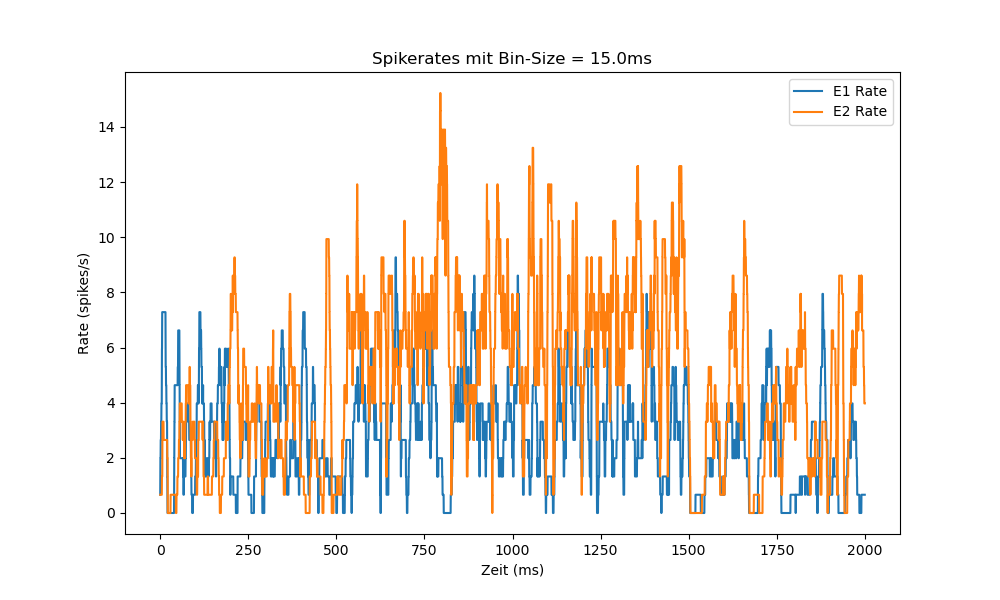 Spikerates mit Bin-Size = 15.0ms
E1 Rate
E2 Rate
14
12
10
8
6
4
2
0
Rate (spikes/s)
0 250 500 750 1000 1250 1500 1750 2000
Zeit (ms)